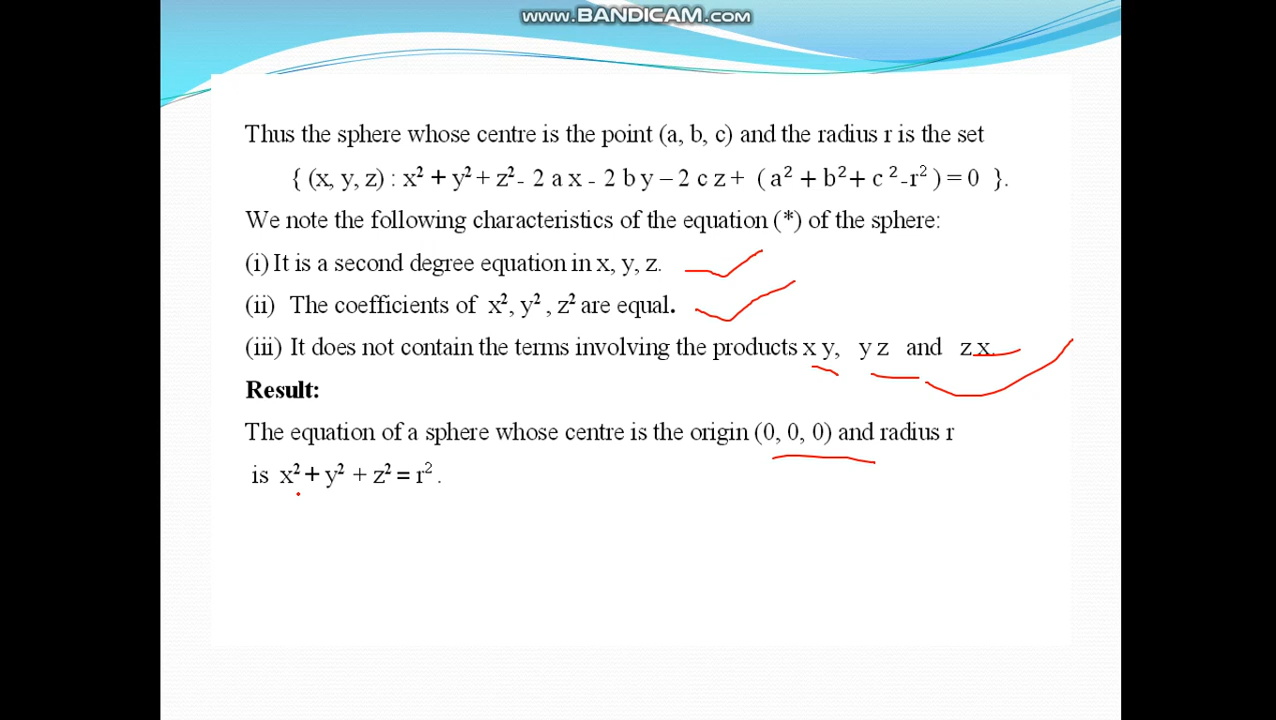 www.BANDICAM.com
Thus the sphere whose centre is the point (a, b, c) and the radius r is the set
{ (x, y, z) : x² + y² + z² - 2 a x - 2 b y – 2 c z + ( a² + b² + c ² -r² ) = 0 }.
We note the following characteristics of the equation (*) of the sphere:
(i) It is a second degree equation in x, y, z.
(ii) The coefficients of x², y² , z² are equal.
(iii) It does not contain the terms involving the products x y, y z and z x.
Result:
The equation of a sphere whose centre is the origin (0, 0, 0) and radius r
is x² + y² + z² = r² .